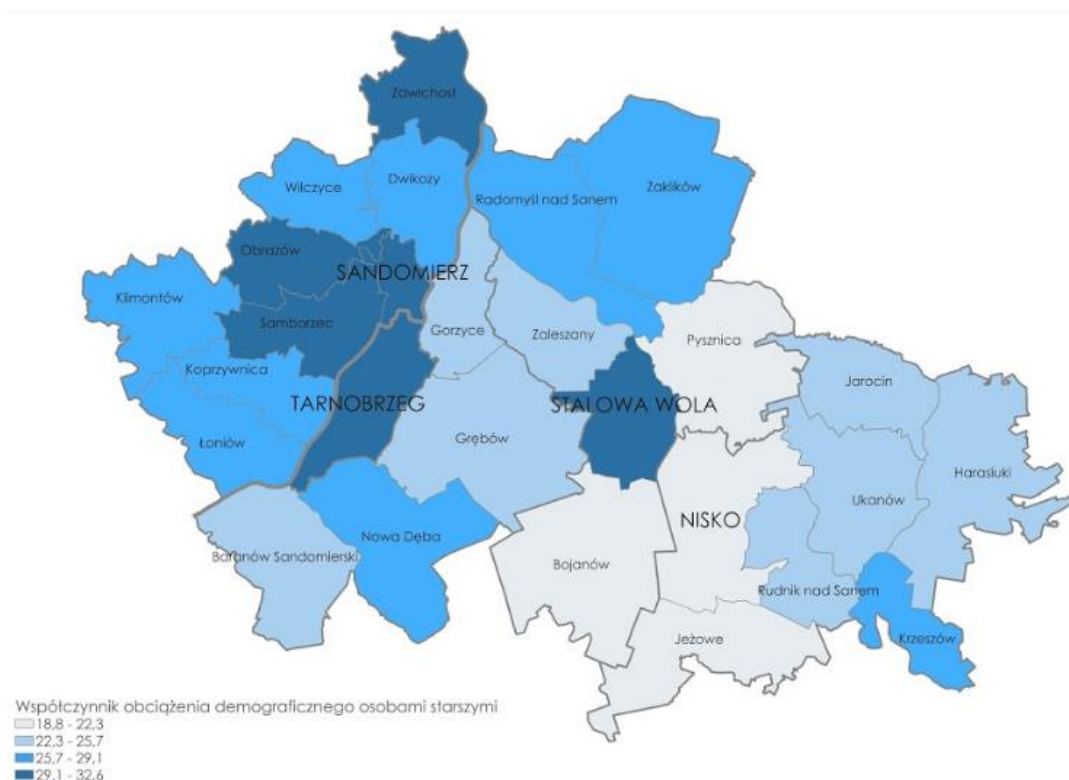 Zawichost
Wilczyce
Dwikozy
Radomyśl nad Sanem
Zaklików
Obrazów
SANDOMIERZ
Klimontów
Samborzec
Gorzyce
Zaleszany
Pysznica
Koprzywnica
Jarocin
TARNOBRZEG
STALOWA WOLA
Łoniów
Grębów
Harasiuki
Ukanów
NISKO
Nowa Dęba
Baranów Sandomierski
Bojanów
Rudnik nad Sanem
Jeżowe
Krzeszów
Współczynnik obciążenia demograficznego osobami starszymi
18,8 - 22,3
22,3 - 25,7
25,7 - 29,1
29,1 - 32,6